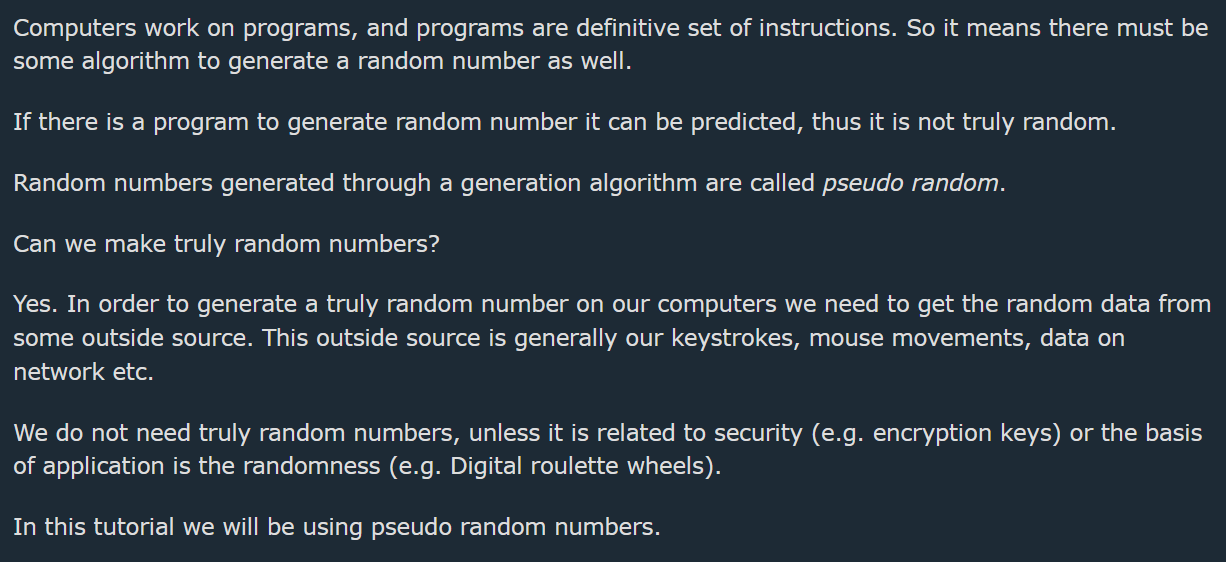 Computers work on programs, and programs are definitive set of instructions. So it means there must be
some algorithm to generate a random number as well.
If there is a program to generate random number it can be predicted, thus it is not truly random.
Random numbers generated through a generation algorithm are called pseudo random.
Can we make truly random numbers?
Yes. In order to generate a truly random number on our computers we need to get the random data from
some outside source. This outside source is generally our keystrokes, mouse movements, data on
network etc.
We do not need truly random numbers, unless it is related to security (e.g. encryption keys) or the basis
of application is the randomness (e.g. Digital roulette wheels).
In this tutorial we will be using pseudo random numbers.